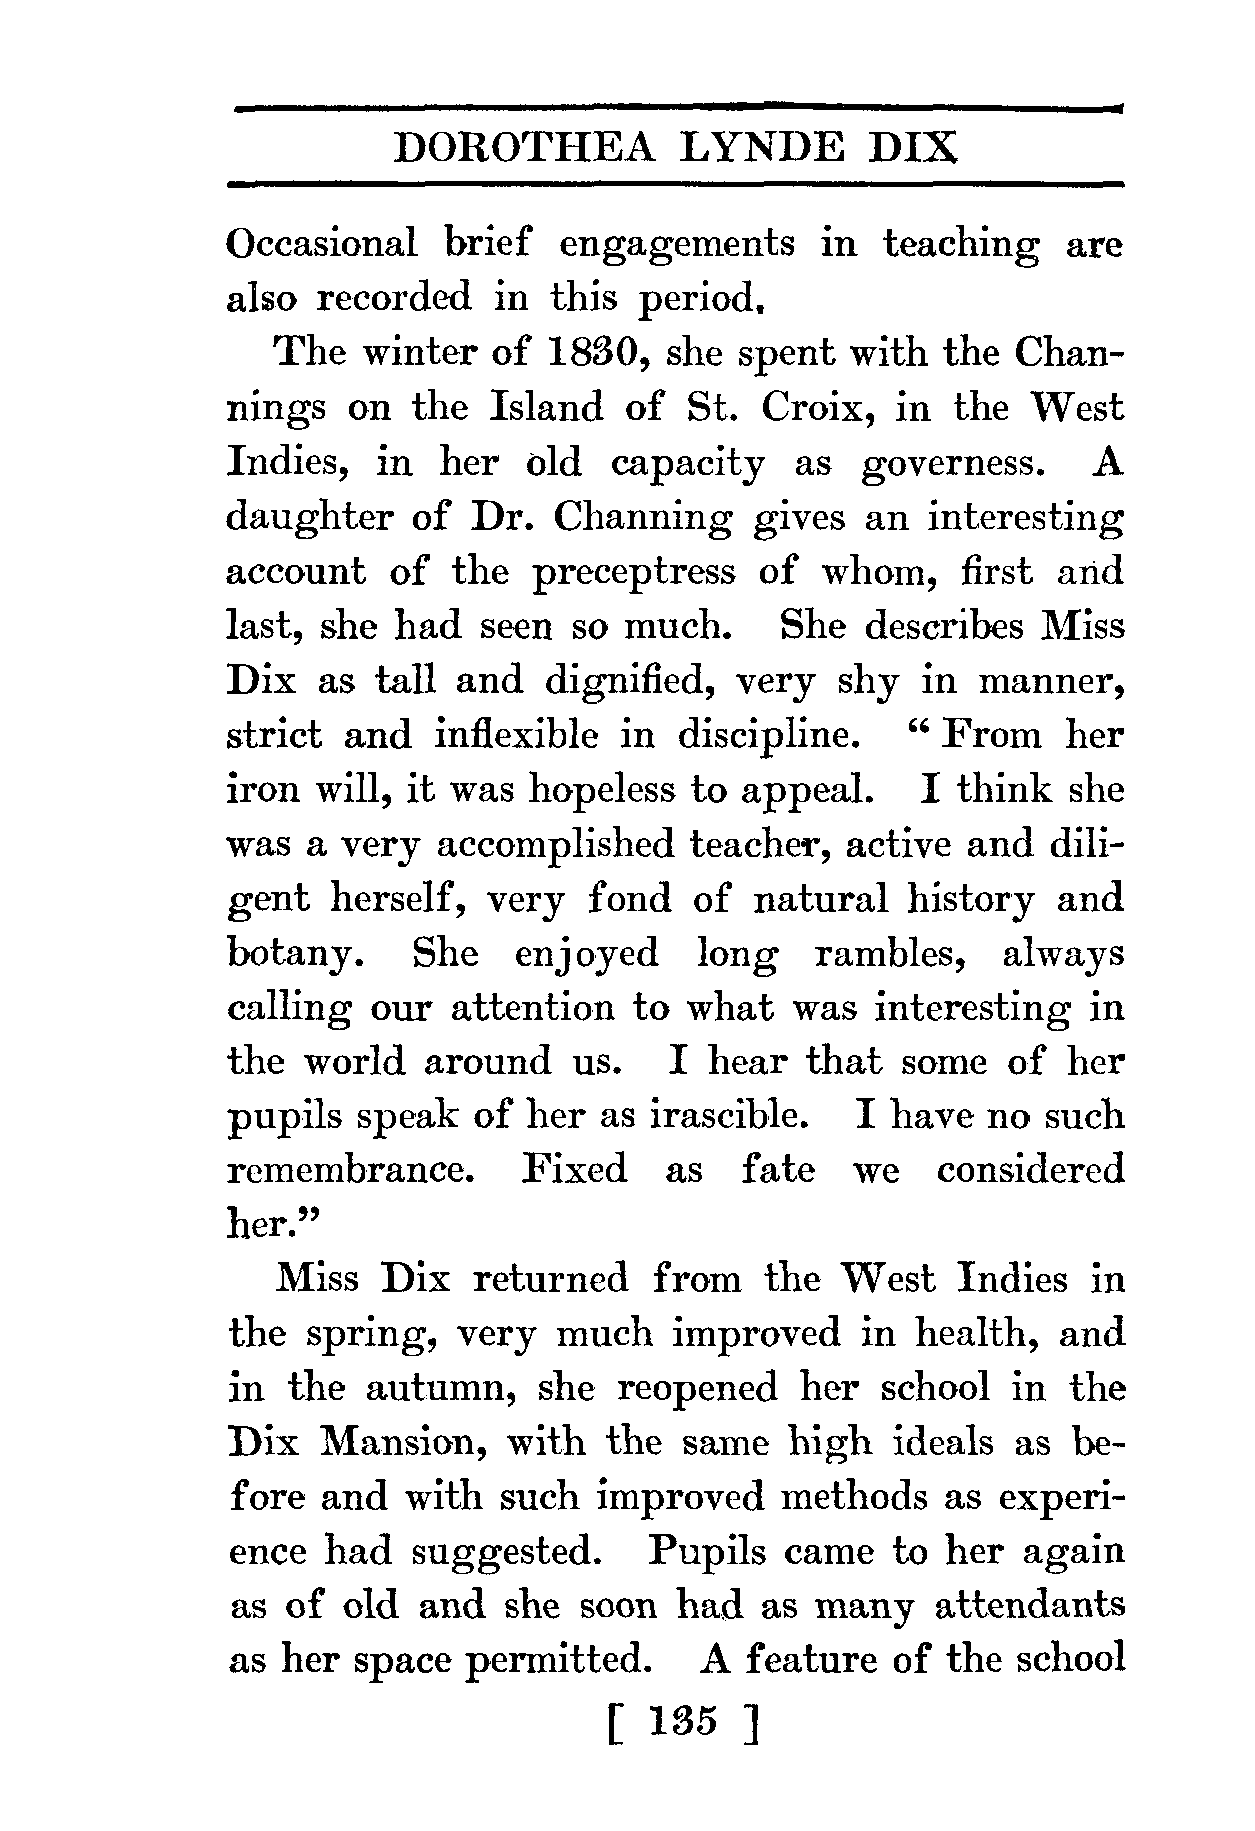 DOROTHEA LYNDE DIX
Occasional brief engagements in teaching are
also recorded in this period.
The winter of 1830, she spent with the Chan-
nings on the Island of St. Croix, in the West
Indies, in her old capacity as governess. A
daughter of Dr. Channing gives an interesting
account of the preceptress of whom, first and
last, she had seen so much. She describes Miss
Dix as tall and dignified, very shy in manner,
strict and inflexible in discipline. “ From her
iron will, it was hopeless to appeal. I think she
was a very accomplished teacher, active and dili-
gent herself, very fond of natural history and
botany. She enjoyed long rambles, always
calling our attention to what was interesting in
the world around us. I hear that some of her
pupils speak of her as irascible. I have no such
remembrance. Fixed as fate we considered
her.”
Miss Dix returned from the West Indies in
the spring, very much improved in health, and
in the autumn, she reopened her school in the
Dix Mansion, with the same high ideals as be-
fore and with such improved methods as experi-
ence had suggested. Pupils came to her again
as of old and she soon had as many attendants
as her space permitted. A feature of the school
[ 135 ]